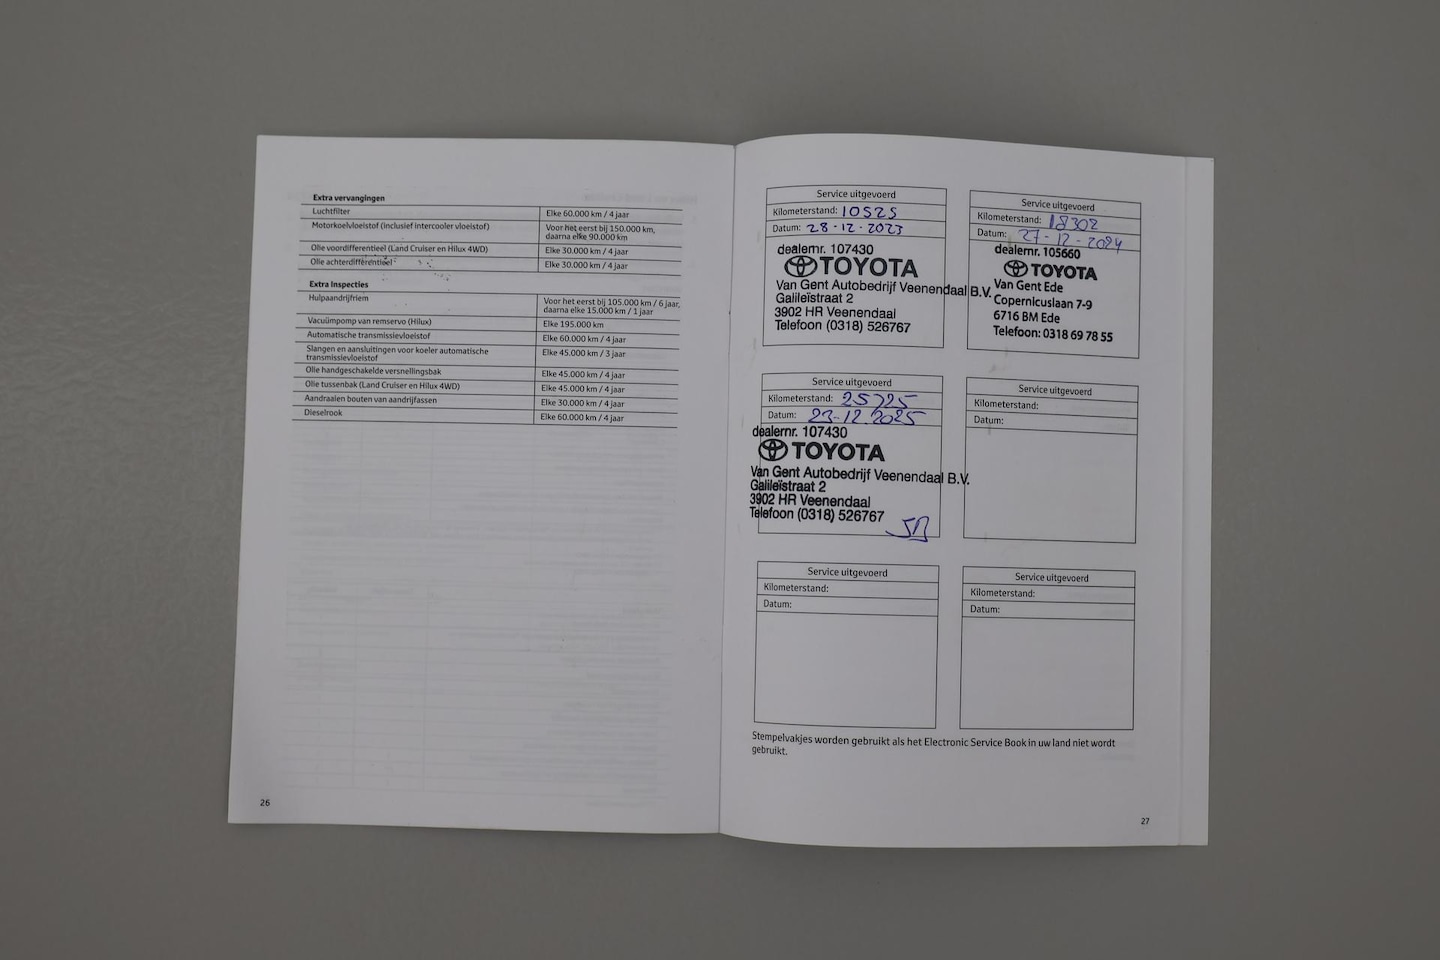 Extra vervangingen
Luchtfilter Elke 60.000 km / 4 jaar
Motorkoelvloeistof (inclusief intercooler vloeistof) Voor het eerst bij 150.000 km,
daarna elke 90.000 km
Olie voordifferentieel (Land Cruiser en Hilux 4WD) Elke 30.000 km / 4 jaar
Olie achterdifferentieel Elke 30.000 km / 4 jaar
Extra Inspecties
Hulpaandrijfriem Voor het eerst bij 105.000 km / 6 jaar,
daarna elke 15.000 km / 1 jaar
Vacuümpomp van remservo (Hilux) Elke 195.000 km
Automatische transmissievloeistof Elke 60.000 km / 4 jaar
Slangen en aansluitingen voor koeler automatische Elke 45.000 km / 3 jaar
transmissievloeistof
Olie handgeschakelde versnellingsbak Elke 45.000 km / 4 jaar
Olie tussenbak (Land Cruiser en Hilux 4WD) Elke 45.000 km / 4 jaar
Aandraaien bouten van aandrijfassen Elke 30.000 km / 4 jaar
Dieselrook Elke 60.000 km / 4 jaar
26
Service uitgevoerd
Kilometerstand: 10525
Datum: 28-12-2023
dealernr. 107430
TOYOTA
Van Gent Autobedrijf Veenendaal B.V.
Galileïstraat 2
3902 HR Veenendaal
Telefoon (0318) 526767
Service uitgevoerd
Kilometerstand: 18302
Datum: 27-12-2024
dealernr. 105660
TOYOTA
Van Gent Ede
Copernicuslaan 7-9
6716 BM Ede
Telefoon: 0318 69 78 55
Service uitgevoerd
Kilometerstand: 25725
Datum: 23-12.2025
dealernr. 107430
TOYOTA
Van Gent Autobedrijf Veenendaal B.V.
Galileïstraat 2
3902 HR Veenendaal
Telefoon (0318) 526767
Service uitgevoerd
Kilometerstand:
Datum:
Service uitgevoerd
Kilometerstand:
Datum:
Service uitgevoerd
Kilometerstand:
Datum:
Stempelvakjes worden gebruikt als het Electronic Service Book in uw land niet wordt
gebruikt.
27